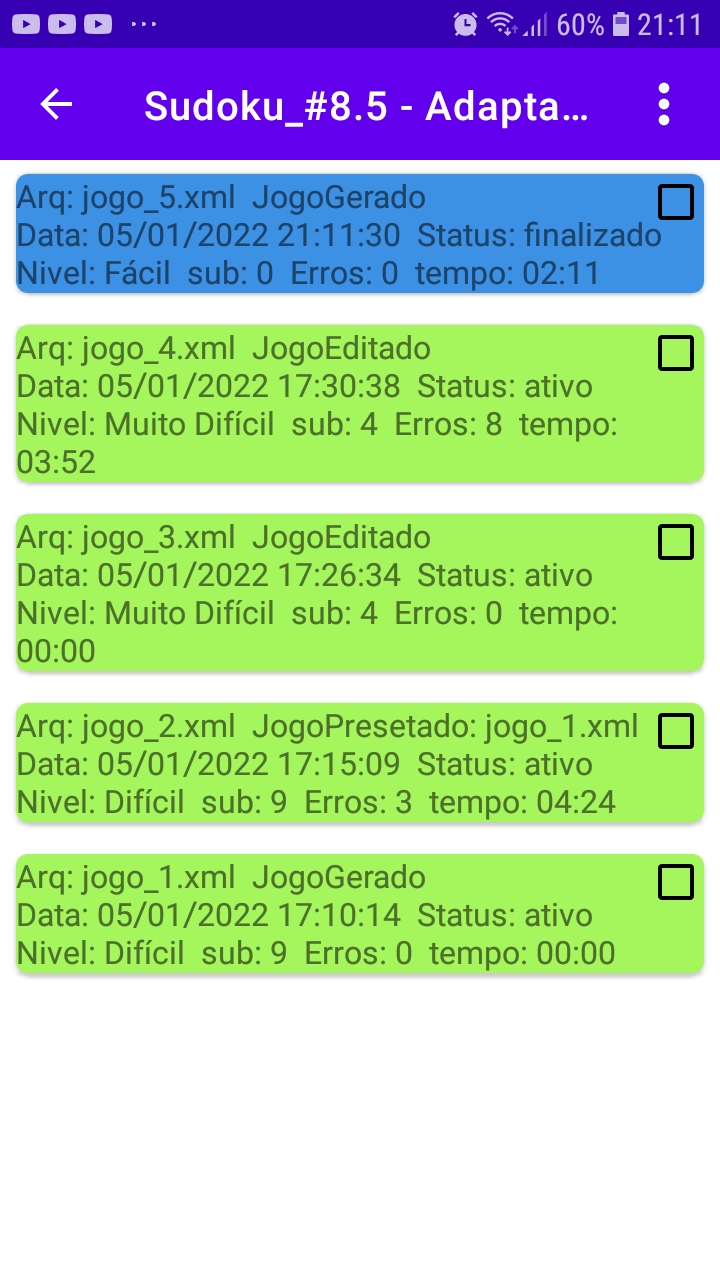 60% 21:11
Sudoku_#8.5 - Adapta...
Arq: jogo_5.xml JogoGerado
Data: 05/01/2022 21:11:30 Status: finalizado
Nivel: Fácil sub: 0 Erros: 0 tempo: 02:11
Arq: jogo_4.xml JogoEditado
Data: 05/01/2022 17:30:38 Status: ativo
Nivel: Muito Difícil sub: 4 Erros: 8 tempo:
03:52
Arq: jogo_3.xml JogoEditado
Data: 05/01/2022 17:26:34 Status: ativo
Nivel: Muito Difícil sub: 4 Erros: 0 tempo:
00:00
Arq: jogo_2.xml JogoPresetado: jogo_1.xml
Data: 05/01/2022 17:15:09 Status: ativo
Nivel: Difícil sub: 9 Erros: 3 tempo: 04:24
Arq: jogo_1.xml JogoGerado
Data: 05/01/2022 17:10:14 Status: ativo
Nivel: Difícil sub: 9 Erros: 0 tempo: 00:00